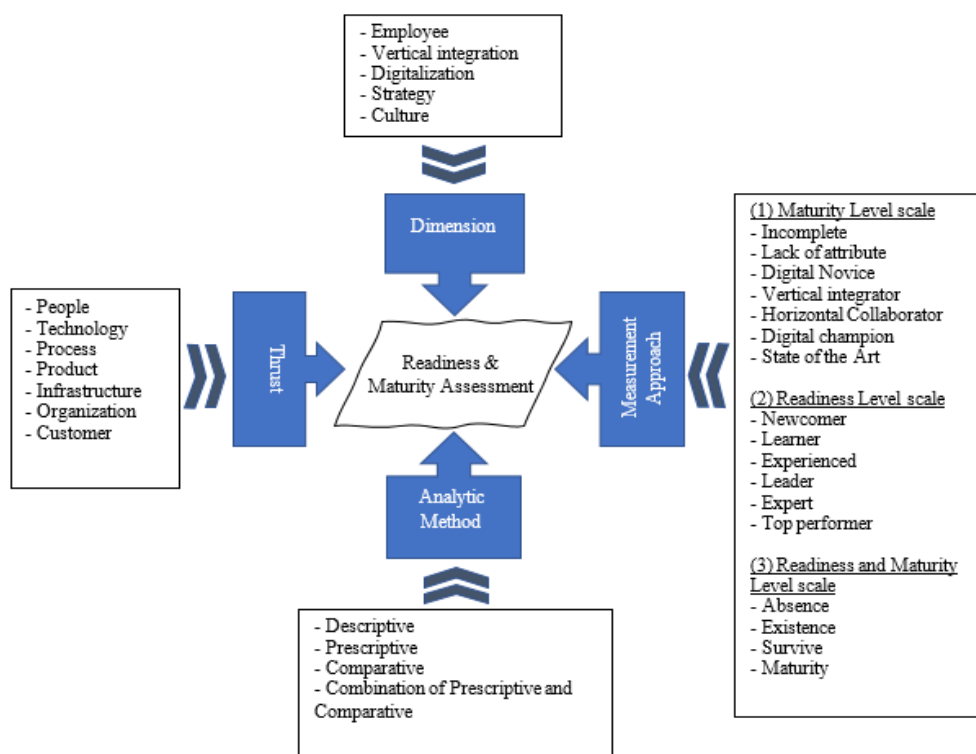 - Employee
- Vertical integration
- Digitalization
- Strategy
- Culture
Dimension
- People
- Technology
- Process
- Product
- Infrastructure
- Organization
- Customer
Thrust
Readiness &
Maturity Assessment
Measurement
Approach
(1) Maturity Level scale
- Incomplete
- Lack of attribute
- Digital Novice
- Vertical integrator
- Horizontal Collaborator
- Digital champion
- State of the Art
(2) Readiness Level scale
- Newcomer
- Learner
- Experienced
- Leader
- Expert
- Top performer
(3) Readiness and Maturity
Level scale
- Absence
- Existence
- Survive
- Maturity
Analytic
Method
- Descriptive
- Prescriptive
- Comparative
- Combination of Prescriptive and
Comparative